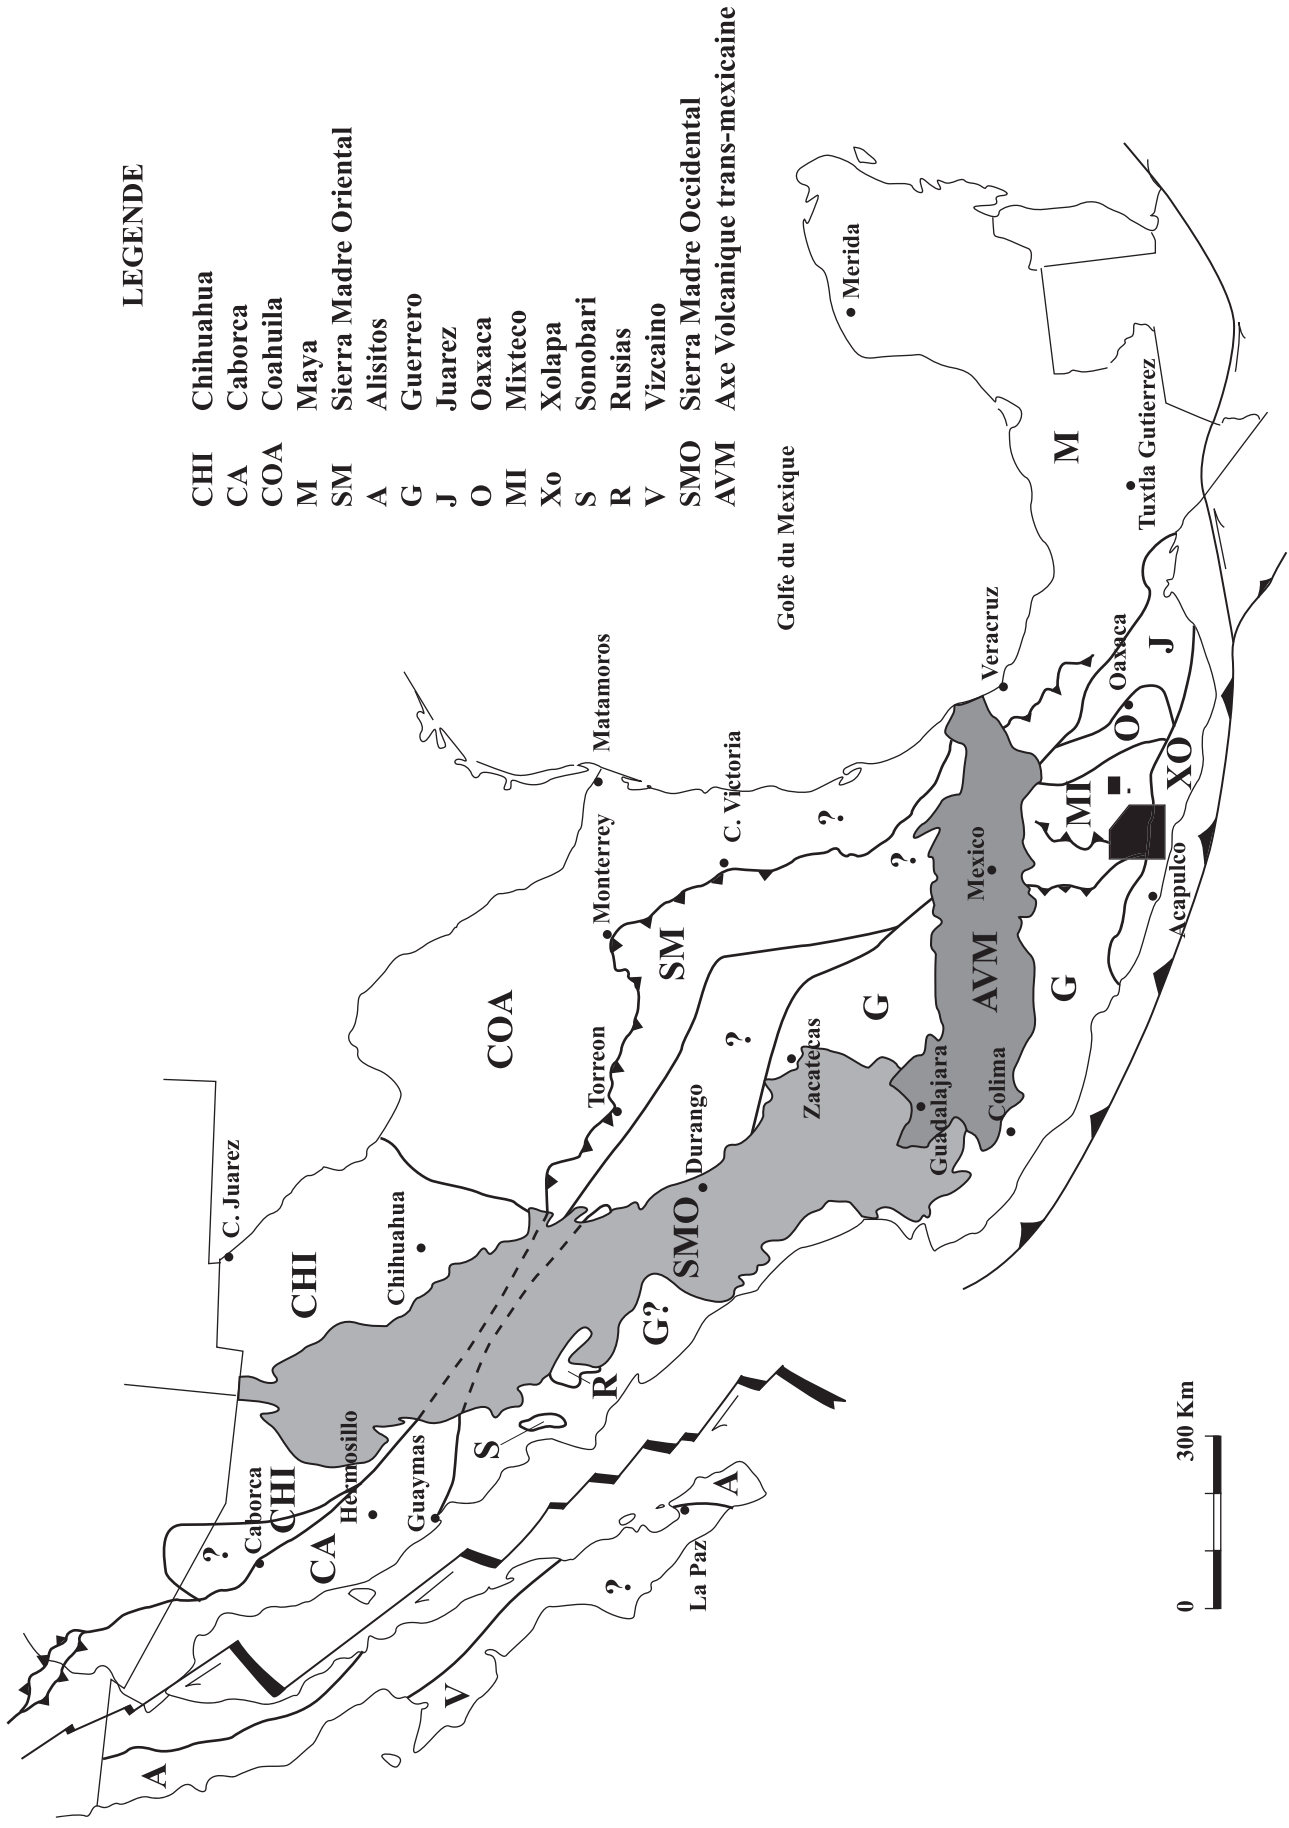 LEGENDE
CHI Chihuahua
CA Caborca
COA Coahuila
M Maya
SM Sierra Madre Oriental
A Alisitos
G Guerrero
J Juarez
O Oaxaca
MI Mixteco
Xo Xolapa
S Sonobari
R Rusias
V Vizcaino
SMO Sierra Madre Occidental
AVM Axe Volcanique trans-mexicaine
Golfe du Mexique
A
?
Caborca
CHI
CA
Hermosillo
Guaymas
C. Juarez
CHI
Chihuahua
COA
S
R
G?
V
?
La Paz
A
SMO
Durango
Torreon
Monterrey
SM
Matamoros
C. Victoria
?
?
?
Zacatecas
G
Guadalajara
Colima
AVM
Mexico
Veracruz
G
MI
O
Oaxaca
J
XO
Acapulco
M
Merida
Tuxtla Gutierrez
0 300 Km